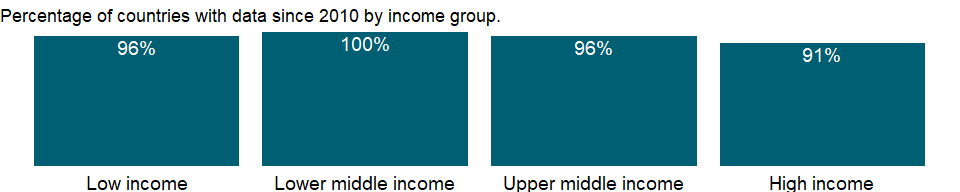 Percentage of countries with data since 2010 by income group.
96% 100% 96% 91%
Low income Lower middle income Upper middle income High income